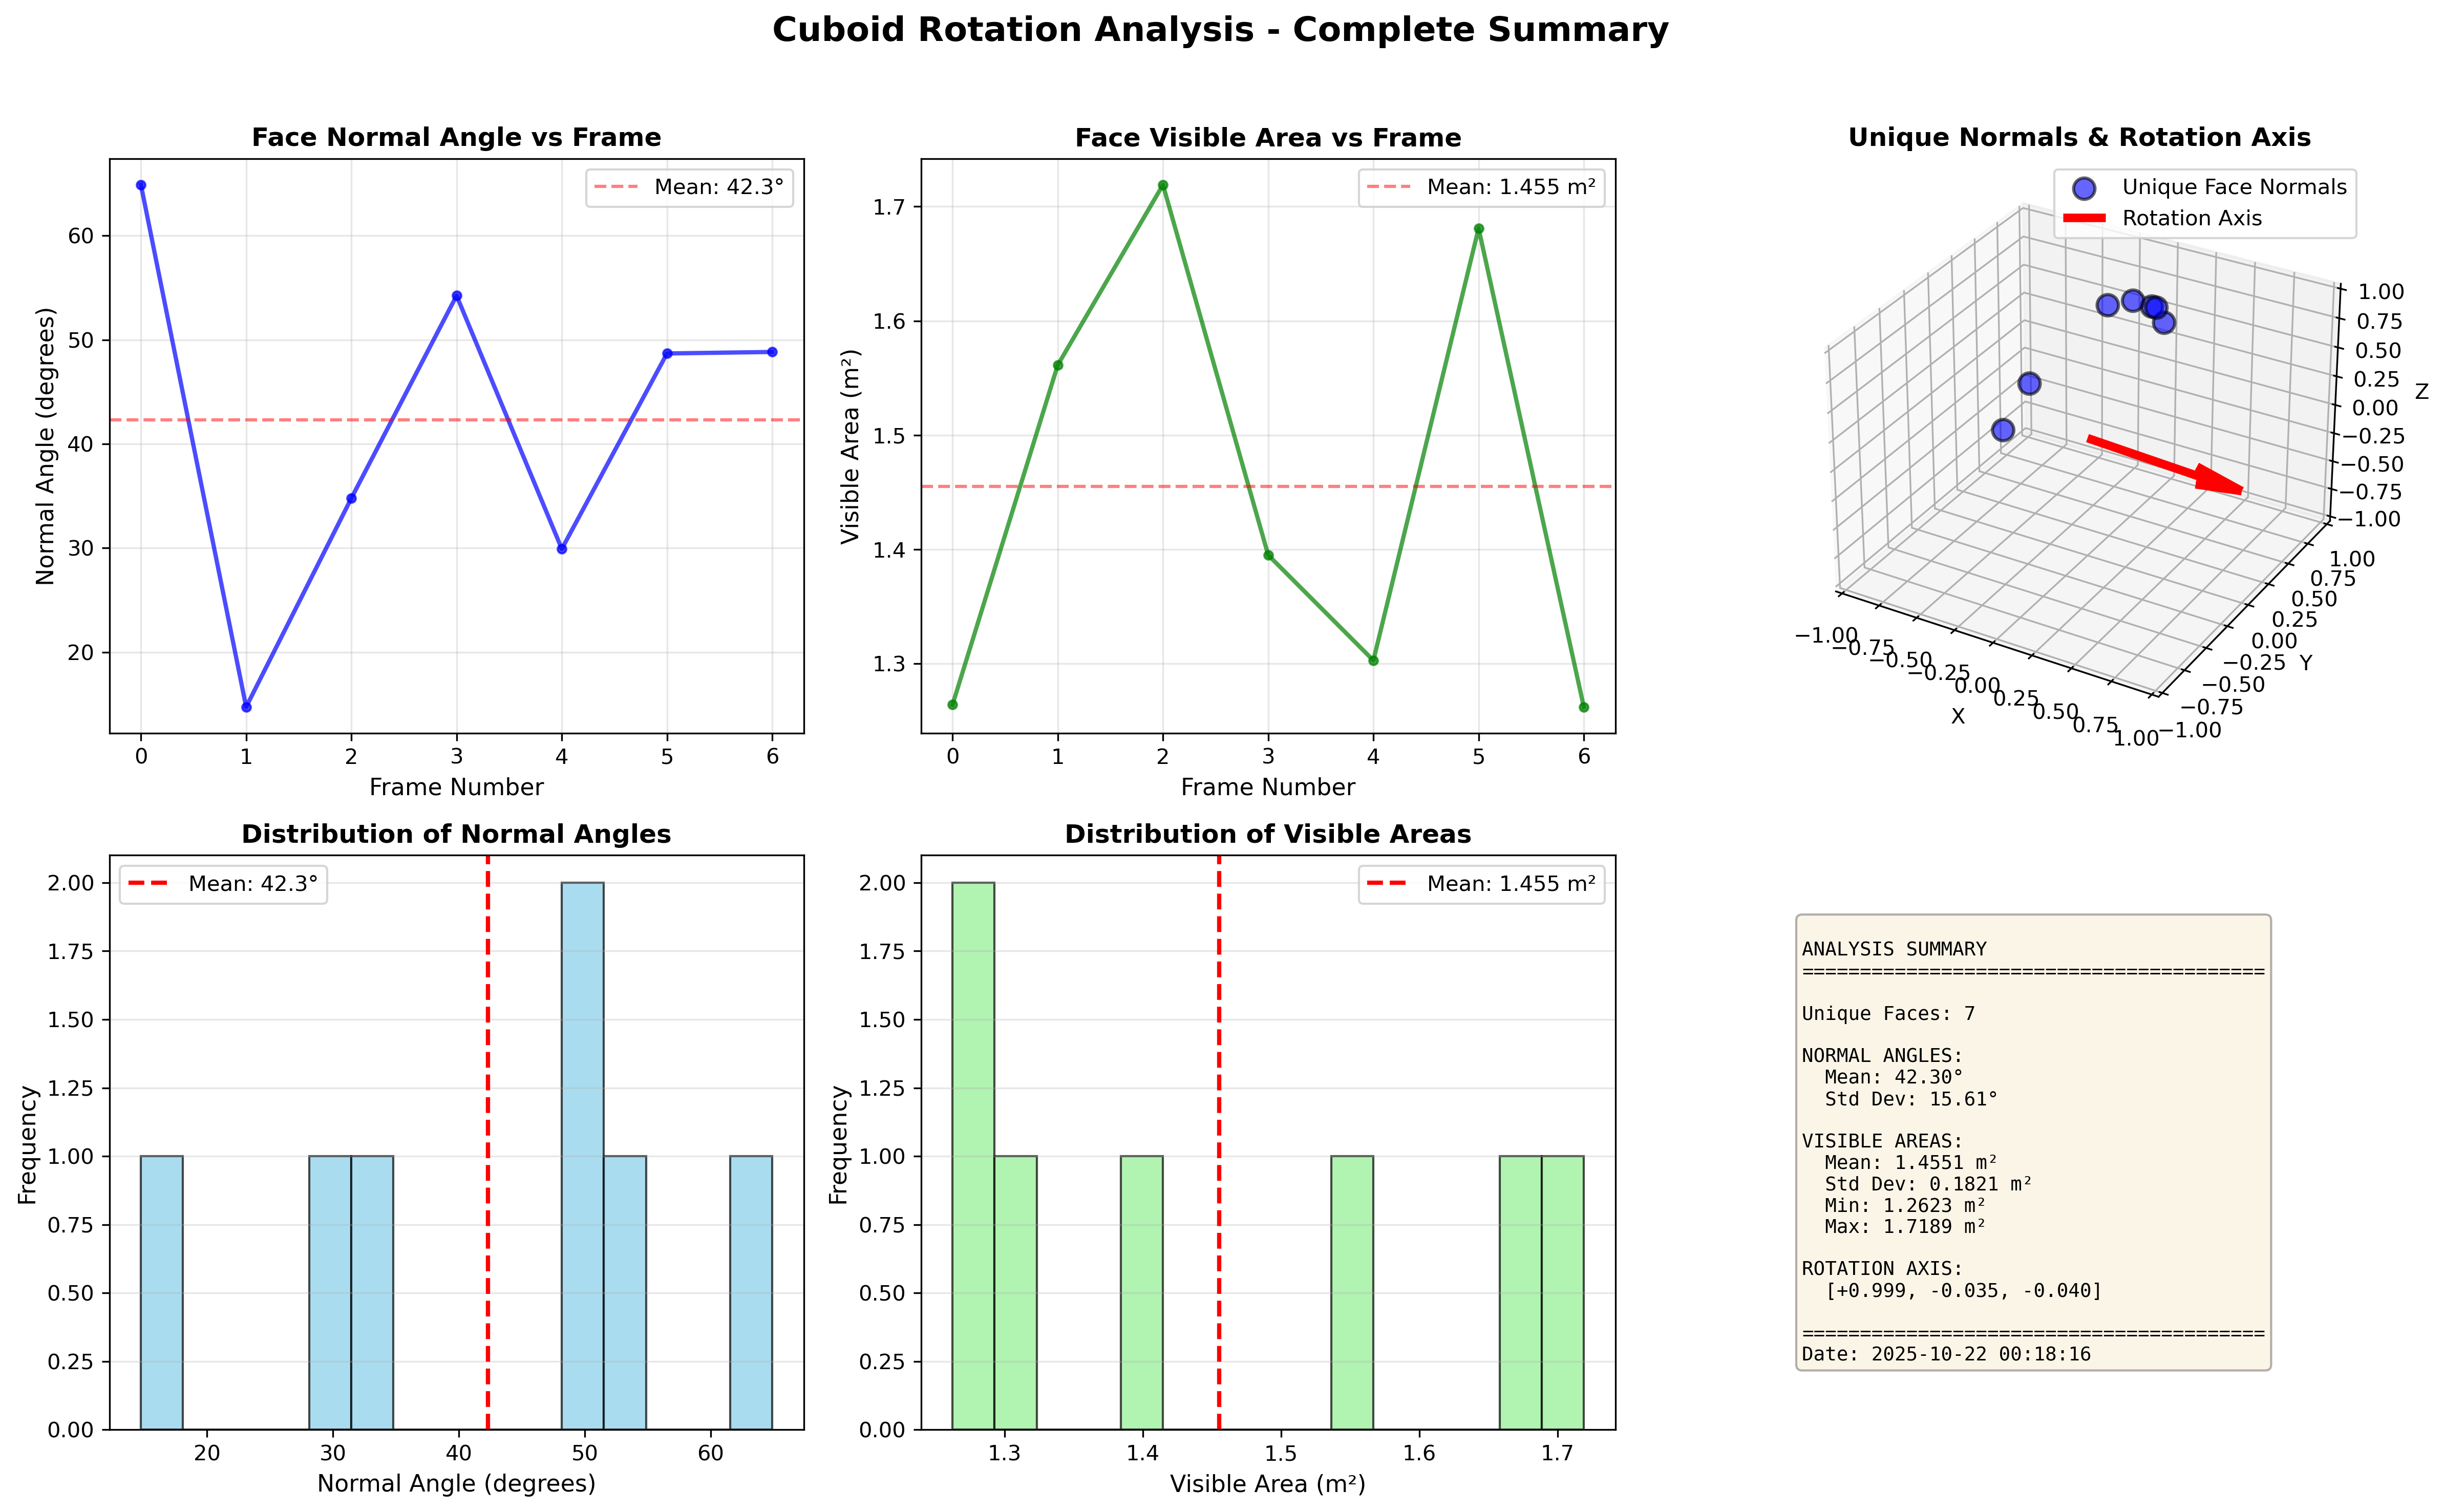 Cuboid Rotation Analysis - Complete Summary
Face Normal Angle vs Frame
Mean: 42.3°
60
50
40
30
20
Normal Angle (degrees)
0 1 2 3 4 5 6
Frame Number
Face Visible Area vs Frame
Mean: 1.455 m²
1.7
1.6
1.5
1.4
1.3
Visible Area (m²)
0 1 2 3 4 5 6
Frame Number
Unique Normals & Rotation Axis
Unique Face Normals
Rotation Axis
1.00
0.75
0.50
0.25
0.00
−0.25
−0.50
−0.75
−1.00
Z
1.00
0.75
0.50
0.25
0.00
−0.25
−0.50
−0.75
−1.00
Y
−1.00
−0.75
−0.50
−0.25
0.00
0.25
0.50
0.75
1.00
X
Distribution of Normal Angles
Mean: 42.3°
2.00
1.75
1.50
1.25
1.00
0.75
0.50
0.25
0.00
Frequency
20 30 40 50 60
Normal Angle (degrees)
Distribution of Visible Areas
Mean: 1.455 m²
2.00
1.75
1.50
1.25
1.00
0.75
0.50
0.25
0.00
Frequency
1.3 1.4 1.5 1.6 1.7
Visible Area (m²)
ANALYSIS SUMMARY
========================================
Unique Faces: 7
NORMAL ANGLES:
Mean: 42.30°
Std Dev: 15.61°
VISIBLE AREAS:
Mean: 1.4551 m²
Std Dev: 0.1821 m²
Min: 1.2623 m²
Max: 1.7189 m²
ROTATION AXIS:
[+0.999, -0.035, -0.040]
========================================
Date: 2025-10-22 00:18:16